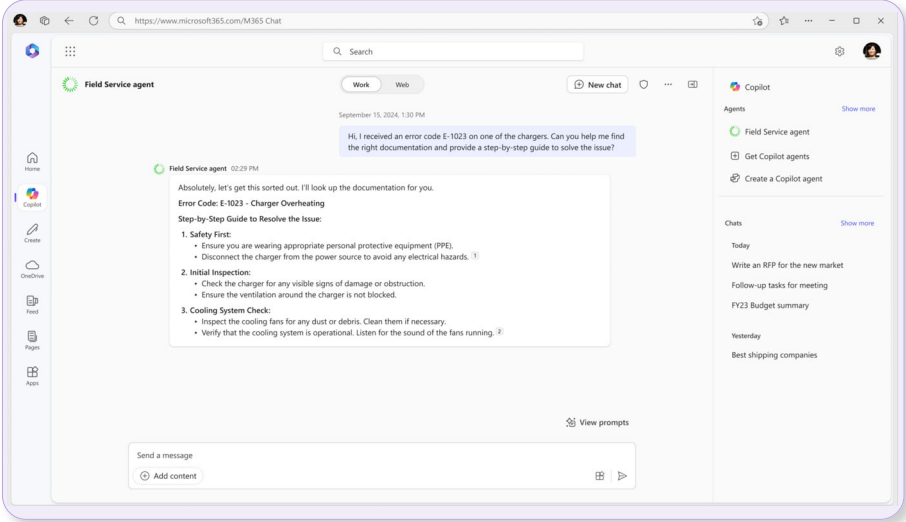 https://www.microsoft365.com/M365 Chat
Search
Field Service agent
Work
Web
New chat
September 15, 2024, 1:30 PM
Hi, I received an error code E-1023 on one of the chargers. Can you help me find
the right documentation and provide a step-by-step guide to solve the issue?
Field Service agent 02:29 PM
Absolutely, let's get this sorted out. I'll look up the documentation for you.
Error Code: E-1023 - Charger Overheating
Step-by-Step Guide to Resolve the Issue:
1. Safety First:
• Ensure you are wearing appropriate personal protective equipment (PPE).
• Disconnect the charger from the power source to avoid any electrical hazards. 1
2. Initial Inspection:
• Check the charger for any visible signs of damage or obstruction.
• Ensure the ventilation around the charger is not blocked.
3. Cooling System Check:
• Inspect the cooling fans for any dust or debris. Clean them if necessary.
• Verify that the cooling system is operational. Listen for the sound of the fans running. 2
View prompts
Send a message
Add content
Home
Copilot
Create
OneDrive
Feed
Pages
Apps
Copilot
Agents
Show more
Field Service agent
Get Copilot agents
Create a Copilot agent
Chats
Show more
Today
Write an RFP for the new market
Follow-up tasks for meeting
FY23 Budget summary
Yesterday
Best shipping companies